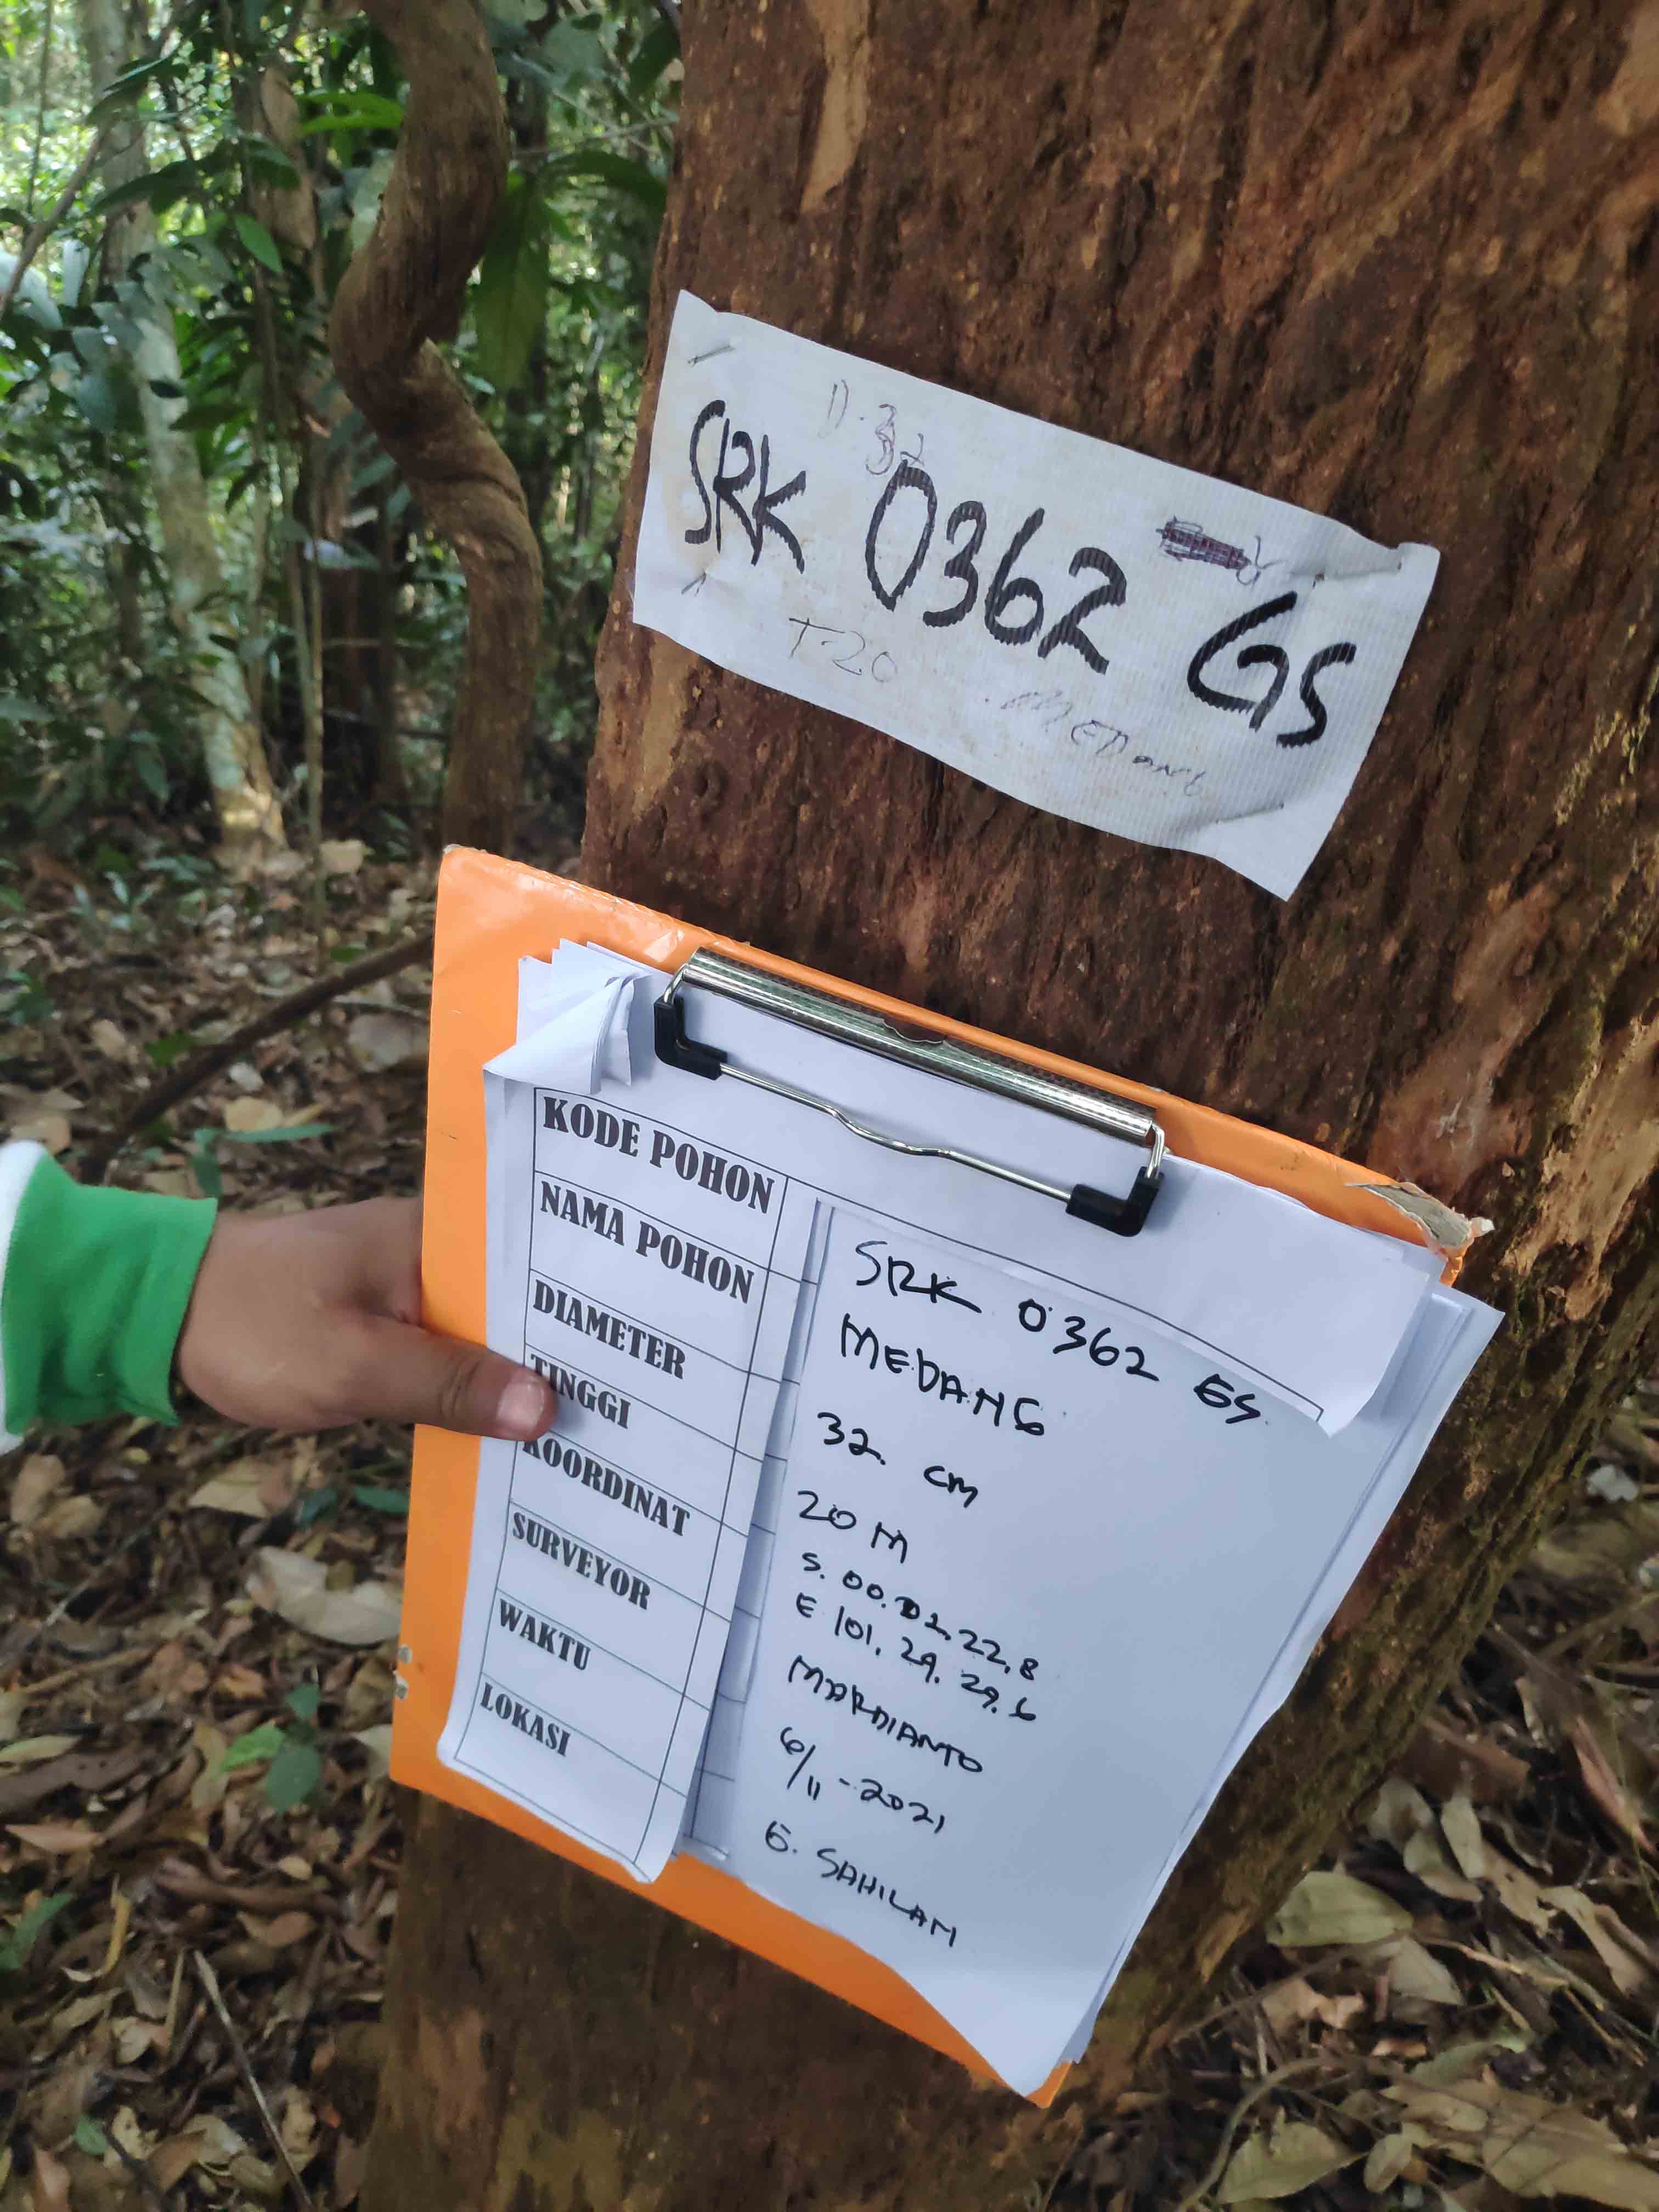 D.32
SRK 0362 GS
T 20
MEDANG
KODE POHON SRK 0362 GS
NAMA POHON MEDANG
DIAMETER 32 CM
TINGGI 20 M
KOORDINAT S. 00. 02. 22.8
E 101. 29. 29.6
SURVEYOR MARDIANTO
WAKTU 6/11-2021
LOKASI G. SAHILAN